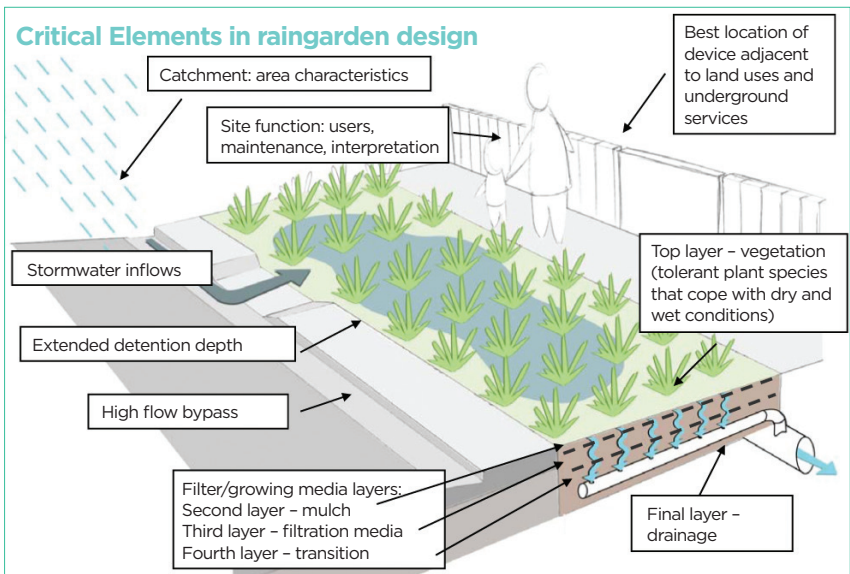 Critical Elements in raingarden design
Catchment: area characteristics
Best location of
device adjacent
to land uses and
underground
services
Site function: users,
maintenance, interpretation
Stormwater inflows
Top layer – vegetation
(tolerant plant species
that cope with dry and
wet conditions)
Extended detention depth
High flow bypass
Filter/growing media layers:
Second layer – mulch
Third layer – filtration media
Fourth layer – transition
Final layer –
drainage